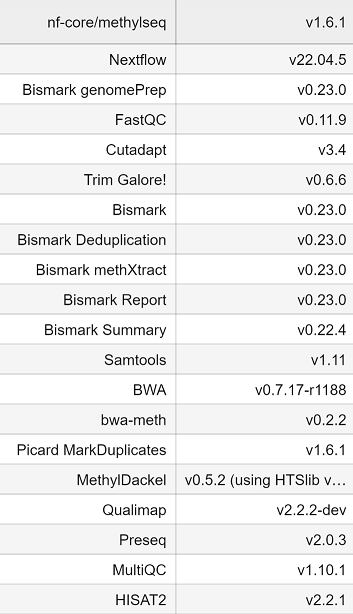 nf-core/methylseq v1.6.1
Nextflow v22.04.5
Bismark genomePrep v0.23.0
FastQC v0.11.9
Cutadapt v3.4
Trim Galore! v0.6.6
Bismark v0.23.0
Bismark Deduplication v0.23.0
Bismark methXtract v0.23.0
Bismark Report v0.23.0
Bismark Summary v0.22.4
Samtools v1.11
BWA v0.7.17-r1188
bwa-meth v0.2.2
Picard MarkDuplicates v1.6.1
MethylDackel v0.5.2 (using HTSlib v…
Qualimap v2.2.2-dev
Preseq v2.0.3
MultiQC v1.10.1
HISAT2 v2.2.1